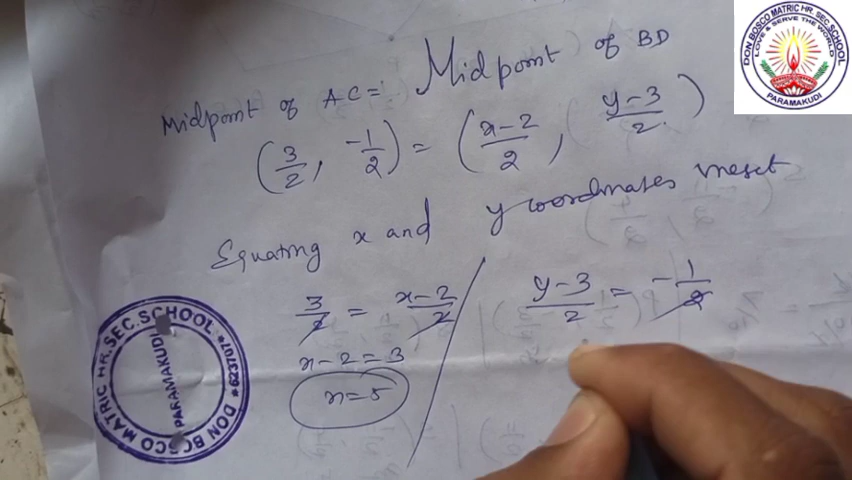 Midpoint of AC = Midpoint of BD
(3/2, -1/2) = (x-2/2, y-3/2)
Equating x and y coordinates
3/2 = x-2/2
y-3/2 = -1/2
x-2 = 3
x = 5
DON BOSCO MATRIC HR.SEC.SCHOOL
LOVE & SERVE THE WORLD
PARAMAKUDI
DON BOSCO MATRIC HR.SEC.SCHOOL
PARAMAKUDI